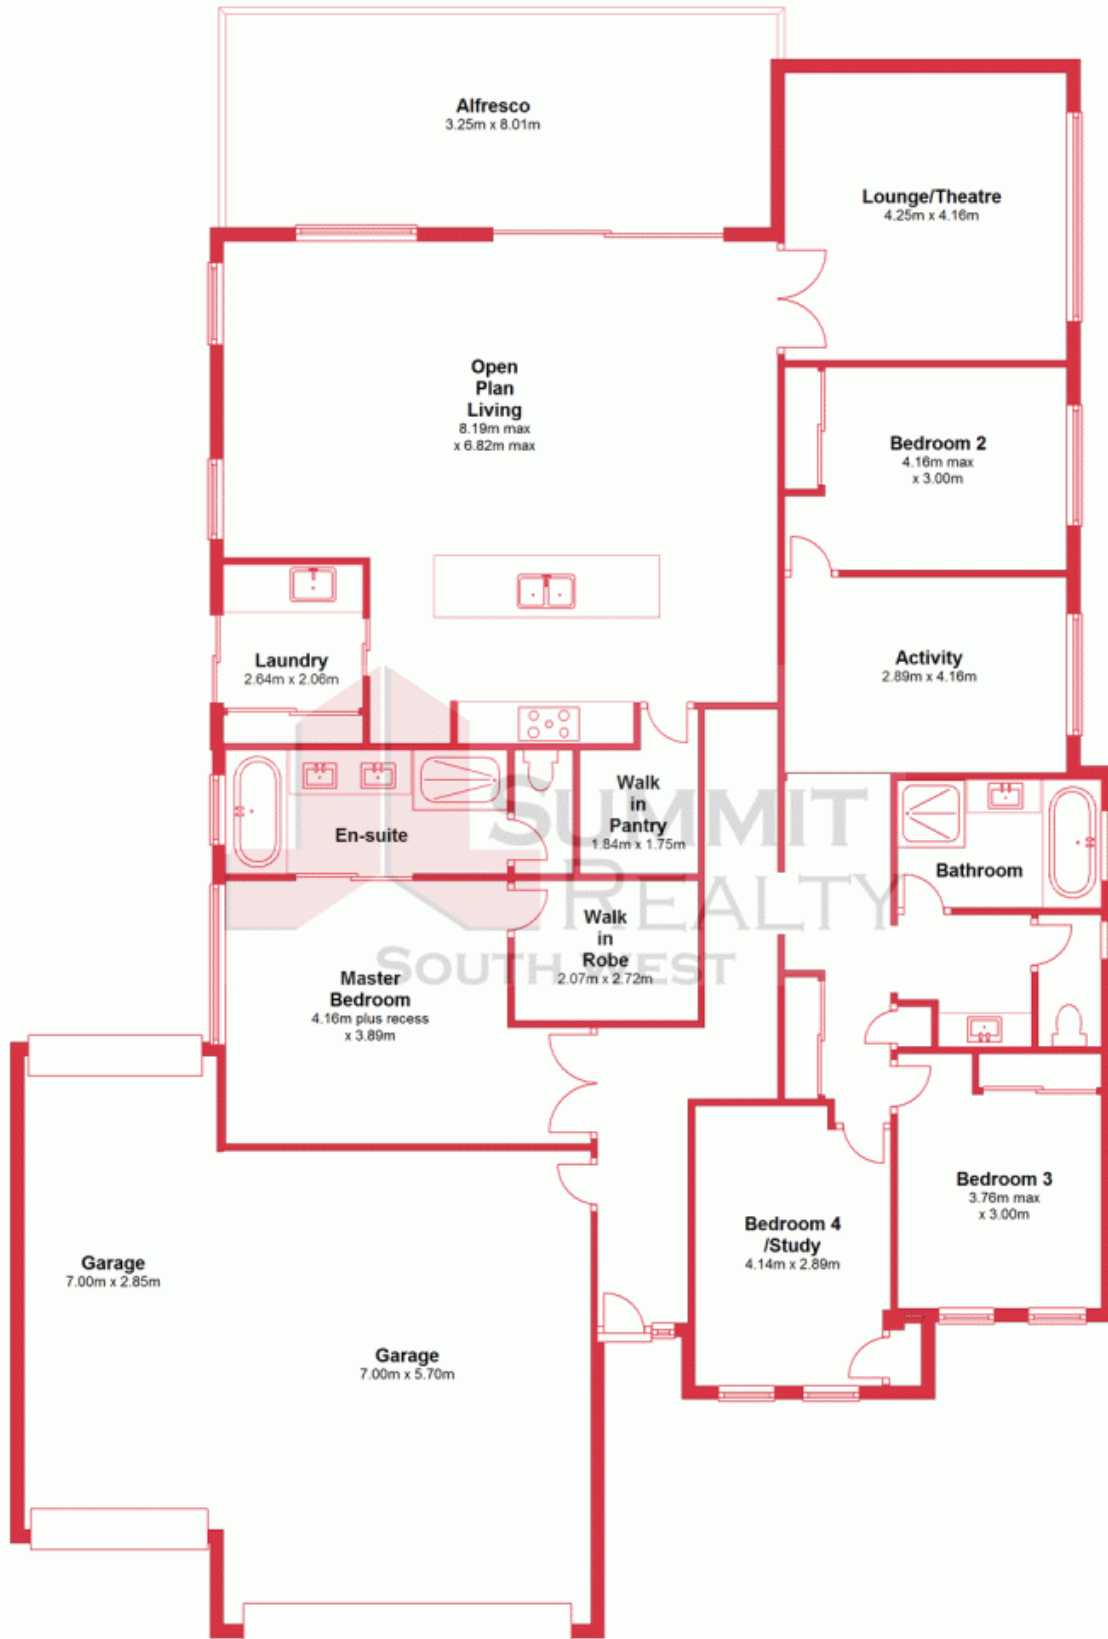 Alfresco
3.25m x 8.01m
Lounge/Theatre
4.25m x 4.16m
Open
Plan
Living
8.19m max
x 6.82m max
Bedroom 2
4.16m max
x 3.00m
Laundry
2.64m x 2.06m
Activity
2.89m x 4.16m
En-suite
Walk
in
Pantry
1.84m x 1.75m
Bathroom
SUMMIT
REALTY
SOUTH WEST
Walk
in
Robe
2.07m x 2.72m
Master
Bedroom
4.16m plus recess
x 3.89m
Bedroom 3
3.76m max
x 3.00m
Bedroom 4
/Study
4.14m x 2.89m
Garage
7.00m x 2.85m
Garage
7.00m x 5.70m